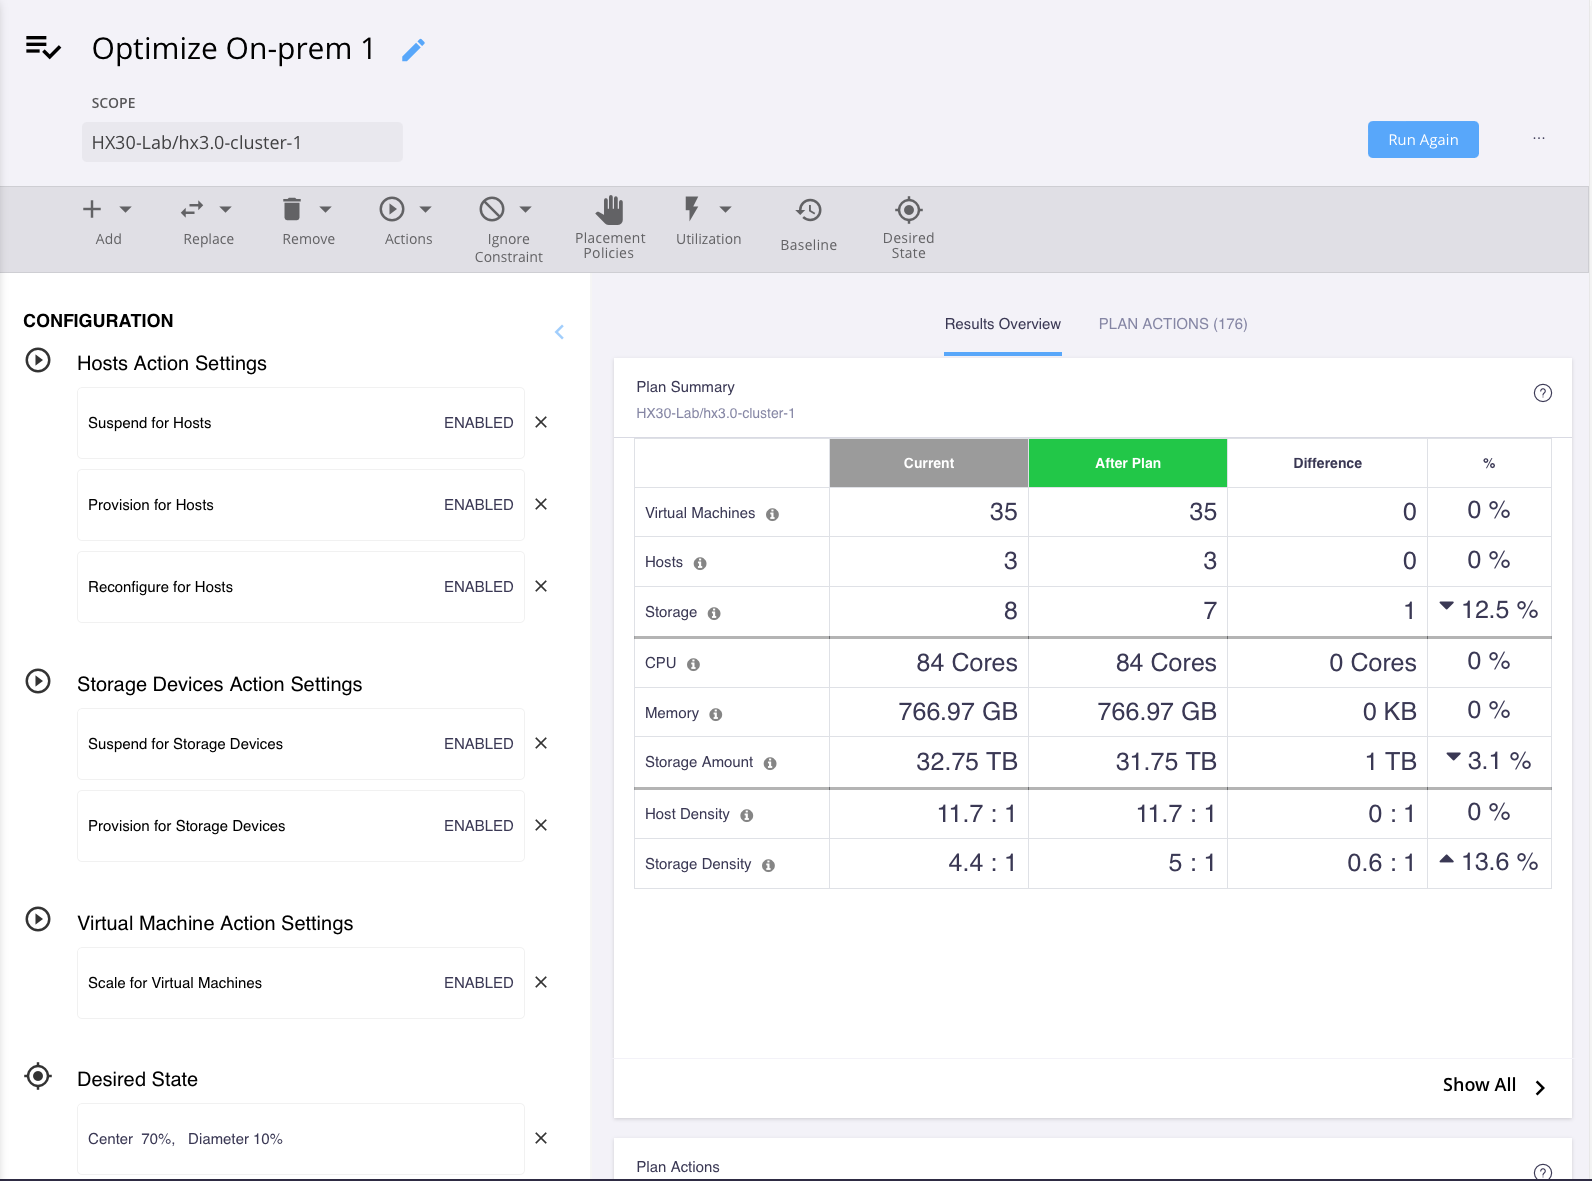 Optimize On-prem 1
SCOPE
HX30-Lab/hx3.0-cluster-1
Run Again
...
Add
Replace
Remove
Actions
Ignore
Constraint
Placement
Policies
Utilization
Baseline
Desired
State
CONFIGURATION
Hosts Action Settings
Suspend for Hosts ENABLED
Provision for Hosts ENABLED
Reconfigure for Hosts ENABLED
Storage Devices Action Settings
Suspend for Storage Devices ENABLED
Provision for Storage Devices ENABLED
Virtual Machine Action Settings
Scale for Virtual Machines ENABLED
Desired State
Center 70%, Diameter 10%
Results Overview PLAN ACTIONS (176)
Plan Summary
HX30-Lab/hx3.0-cluster-1
Current After Plan Difference %
Virtual Machines 35 35 0 0 %
Hosts 3 3 0 0 %
Storage 8 7 1 12.5 %
CPU 84 Cores 84 Cores 0 Cores 0 %
Memory 766.97 GB 766.97 GB 0 KB 0 %
Storage Amount 32.75 TB 31.75 TB 1 TB 3.1 %
Host Density 11.7 : 1 11.7 : 1 0 : 1 0 %
Storage Density 4.4 : 1 5 : 1 0.6 : 1 13.6 %
Show All
Plan Actions